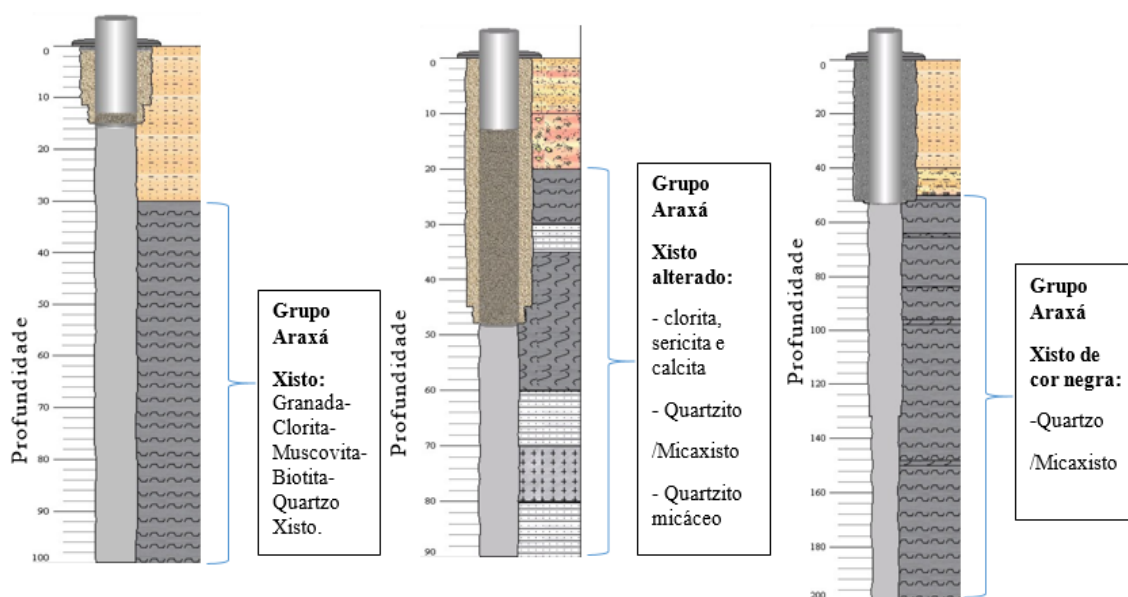 Profundidade
0
10
20
30
40
50
60
70
80
90
100
Grupo
Araxá
Xisto:
Granada-
Clorita-
Muscovita-
Biotita-
Quartzo
Xisto.
Profundidade
0
10
20
30
40
50
60
70
80
90
Grupo
Araxá
Xisto
alterado:
- clorita,
sericita e
calcita
- Quartzito
/Micaxisto
- Quartzito
micáceo
Profundidade
0
20
40
60
80
100
120
140
160
180
200
Grupo
Araxá
Xisto de
cor negra:
-Quartzo
/Micaxisto